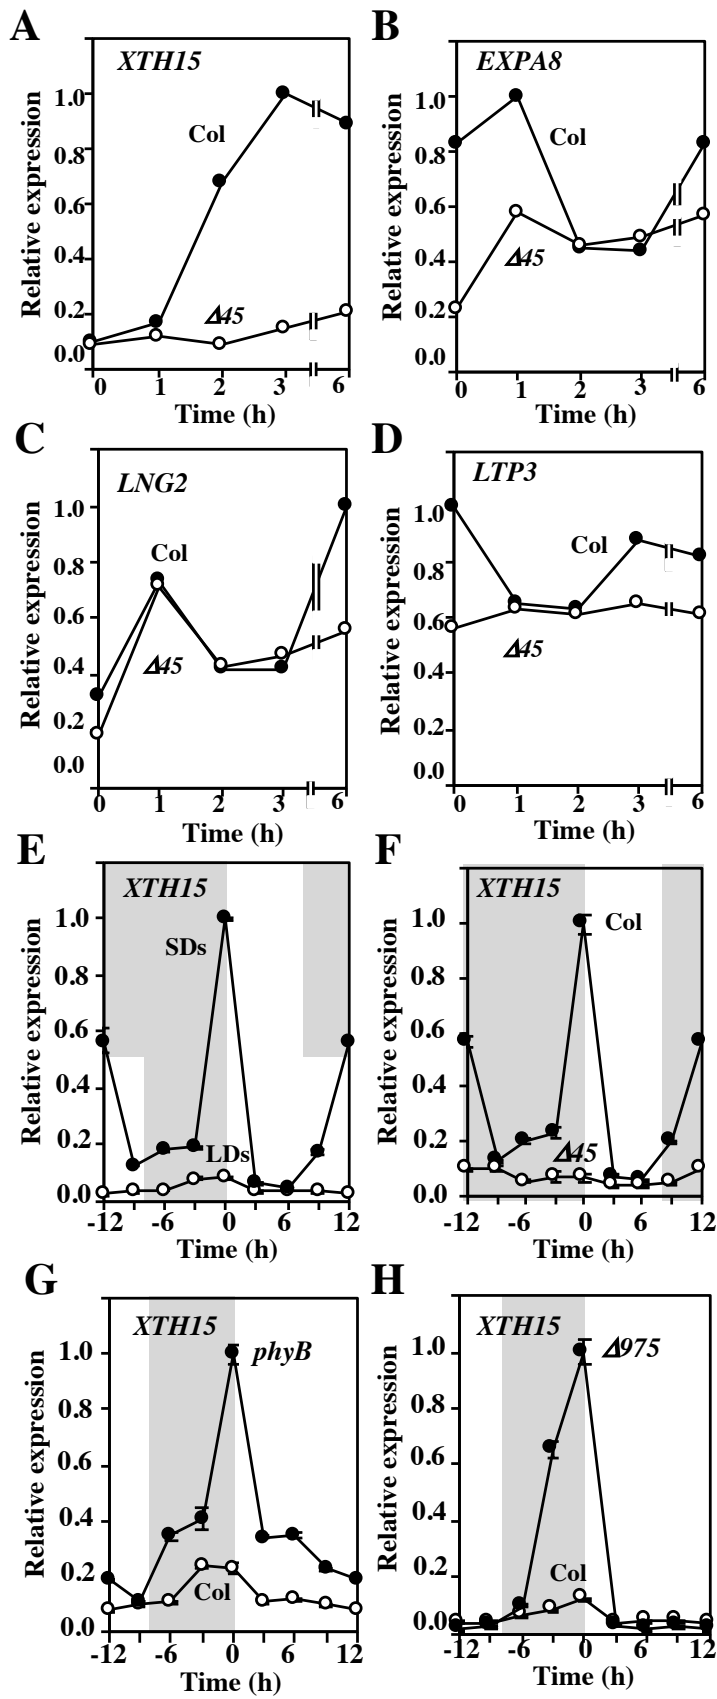 A
XTH15
Relative expression
1.0
0.8
0.6
0.4
0.2
0.0
Col
Δ45
0 1 2 3 6
Time (h)
B
EXPA8
Relative expression
1.0
0.8
0.6
0.4
0.2
0.0
Col
Δ45
0 1 2 3 6
Time (h)
C
LNG2
Relative expression
1.0
0.8
0.6
0.4
0.2
0.0
Col
Δ45
0 1 2 3 6
Time (h)
D
LTP3
Relative expression
1.0
0.8
0.6
0.4
0.2
0.0
Col
Δ45
0 1 2 3 6
Time (h)
E
XTH15
Relative expression
1.0
0.8
0.6
0.4
0.2
0.0
SDs
LDs
-12 -6 0 6 12
Time (h)
F
XTH15
Relative expression
1.0
0.8
0.6
0.4
0.2
0.0
Col
Δ45
-12 -6 0 6 12
Time (h)
G
XTH15
Relative expression
1.0
0.8
0.6
0.4
0.2
0.0
phyB
Col
-12 -6 0 6 12
Time (h)
H
XTH15
Relative expression
1.0
0.8
0.6
0.4
0.2
0.0
Δ975
Col
-12 -6 0 6 12
Time (h)